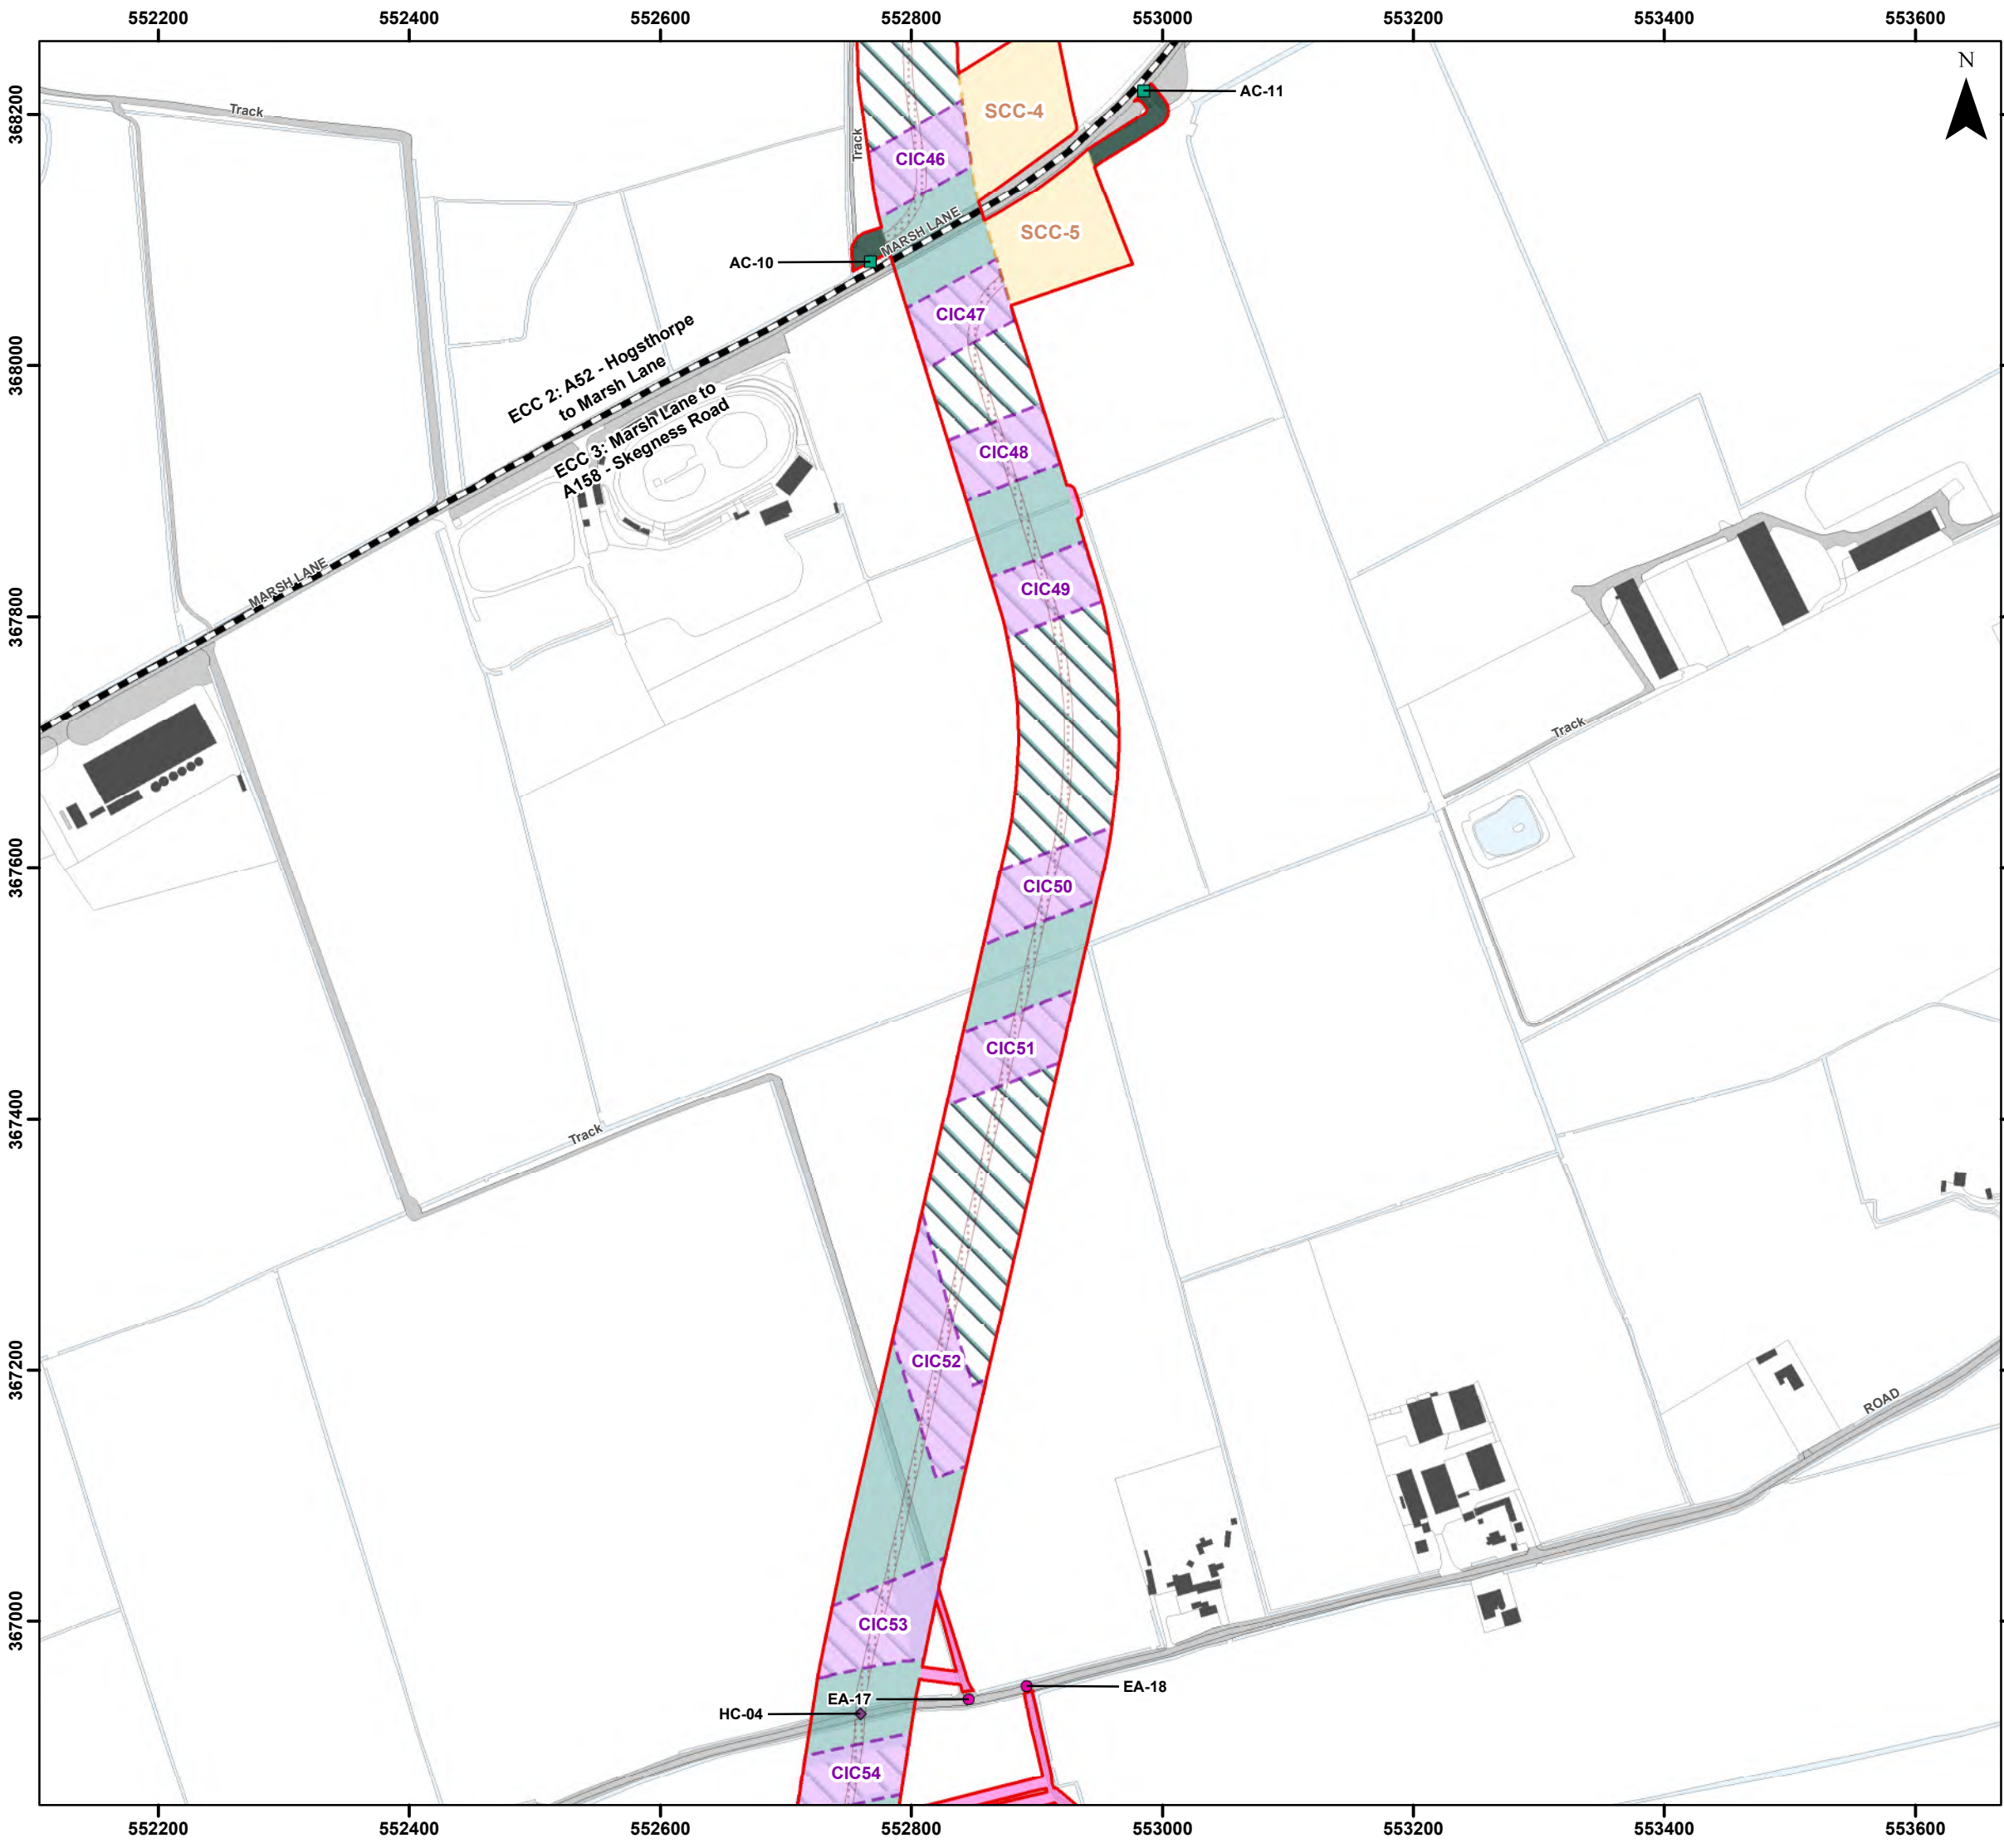 552200 552400 552600 552800 553000 553200 553400 553600
N
368200
Track
Track
SCC-4
AC-11
CIC46
MARSH LANE
SCC-5
AC-10
CIC47
368000
ECC 2: A52 - Hogsthorpe
to Marsh Lane
ECC 3: Marsh Lane to
A158 - Skegness Road
CIC48
MARSH LANE
CIC49
367800
Track
367600
CIC50
CIC51
367400
Track
CIC52
367200
ROAD
367000
CIC53
EA-17
EA-18
HC-04
CIC54
552200 552400 552600 552800 553000 553200 553400 553600